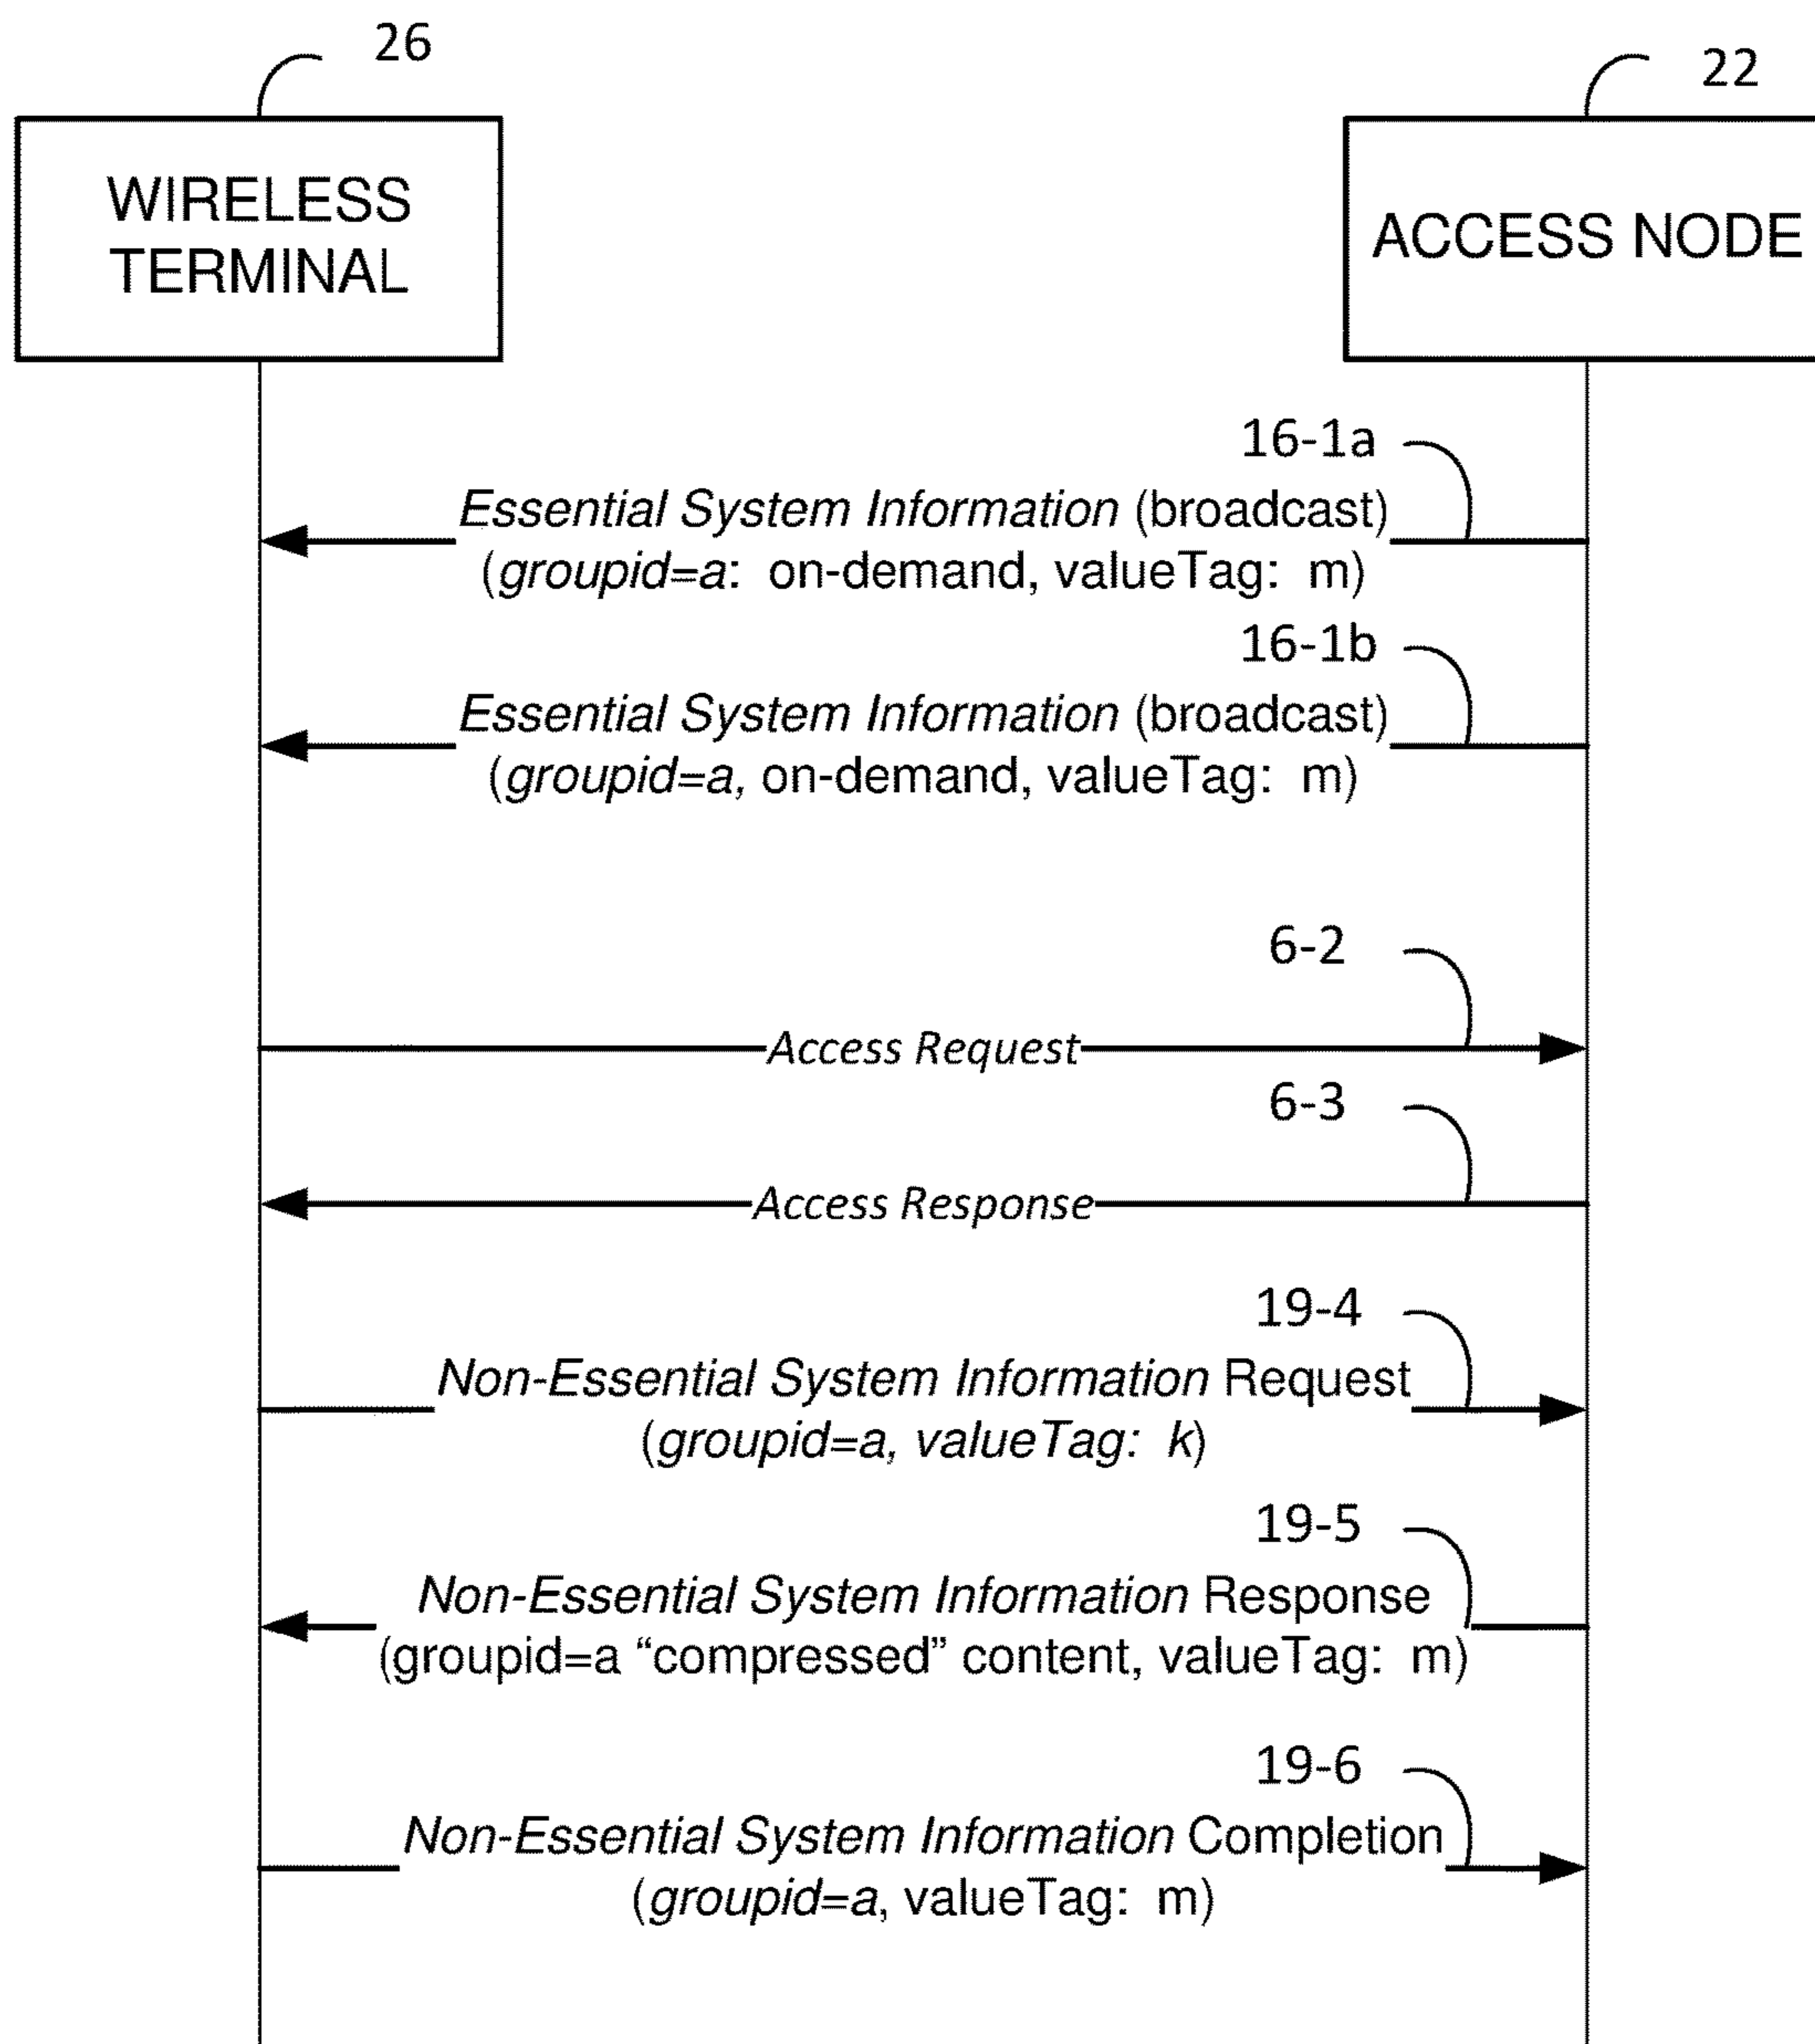 26
22
WIRELESS
TERMINAL
ACCESS NODE
16-1a
Essential System Information (broadcast)
(groupid=a: on-demand, valueTag: m)
16-1b
Essential System Information (broadcast)
(groupid=a, on-demand, valueTag: m)
6-2
Access Request
6-3
Access Response
19-4
Non-Essential System Information Request
(groupid=a, valueTag: k)
19-5
Non-Essential System Information Response
(groupid=a “compressed” content, valueTag: m)
19-6
Non-Essential System Information Completion
(groupid=a, valueTag: m)